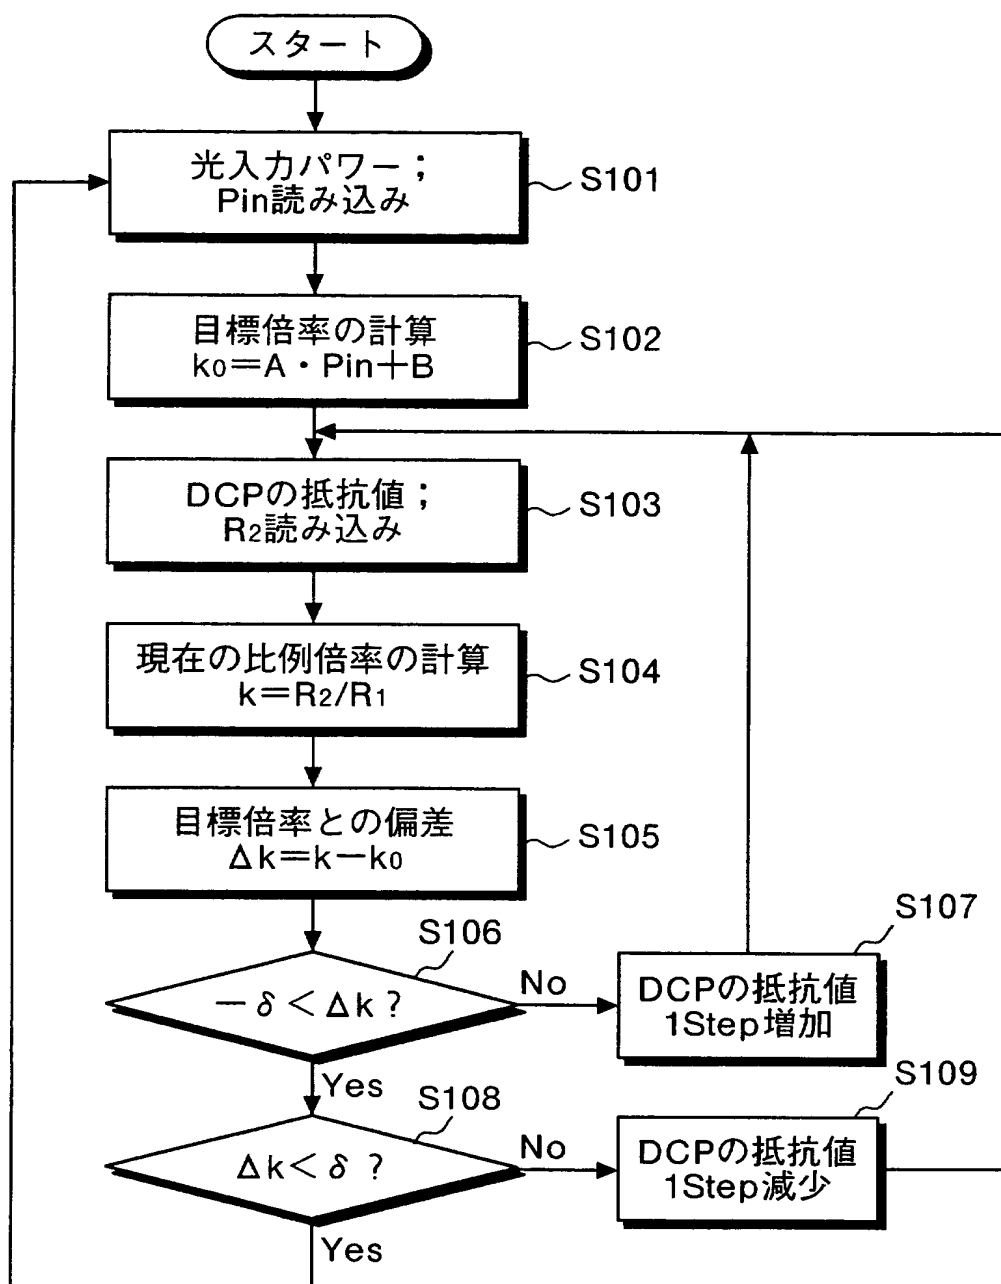 スタート
光入力パワー；
Pin読み込み
S101
目標倍率の計算
k0＝A・Pin＋B
S102
DCPの抵抗値；
R2読み込み
S103
現在の比例倍率の計算
k＝R2/R1
S104
目標倍率との偏差
Δk＝k－k0
S105
S106
－δ＜Δk？
No
S107
DCPの抵抗値
1Step増加
Yes
S108
Δk＜δ？
No
S109
DCPの抵抗値
1Step減少
Yes